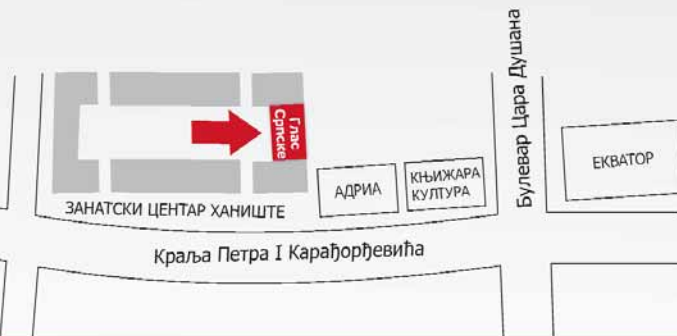 Булевар Цара Душана
Глас
Српске
ЕКВАТОР
АДРИА
КЊИЖАРА
КУЛТУРА
ЗАНАТСКИ ЦЕНТАР ХАНИШТЕ
Краља Петра I Карађорђевића